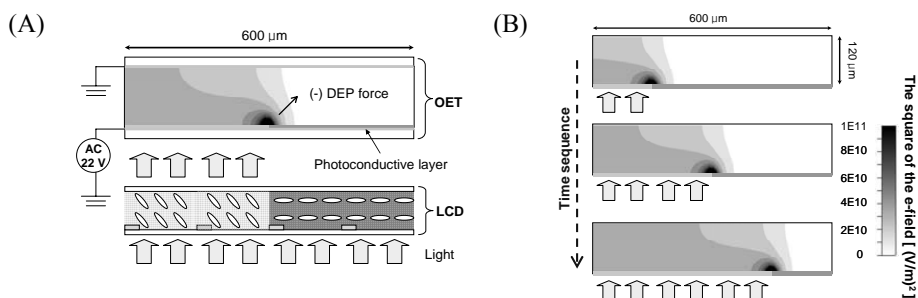 (A)
600 µm
(-) DEP force
OET
AC
22 V
Photoconductive layer
LCD
Light
(B)
600 µm
120 µm
Time sequence
1E11
8E10
6E10
4E10
2E10
0
The square of the e-field [ (V/m)² ]